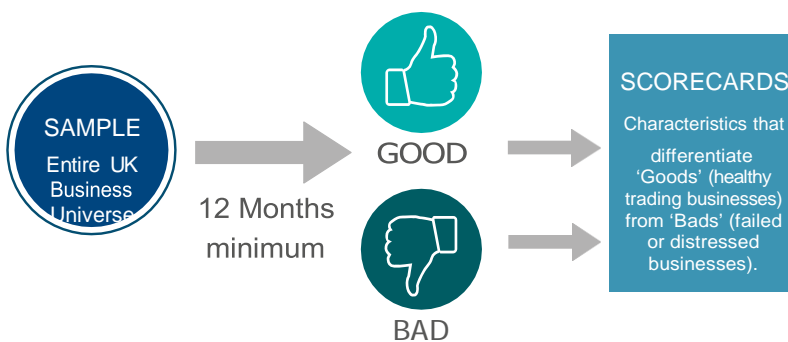 SAMPLE
Entire UK
Business
Universe
12 Months
minimum
GOOD
BAD
SCORECARDS
Characteristics that
differentiate
‘Goods’ (healthy
trading businesses)
from ‘Bads’ (failed
or distressed
businesses).